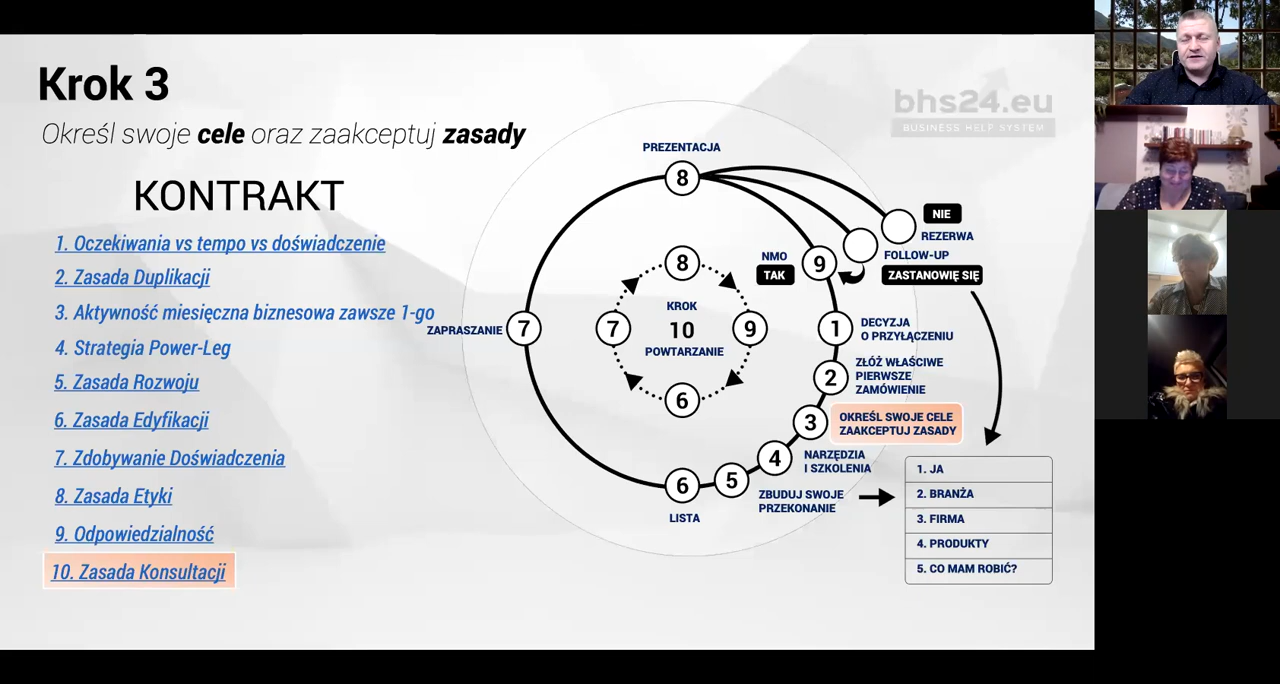 Krok 3
Określ swoje cele oraz zaakceptuj zasady
KONTRAKT
1. Oczekiwania vs tempo vs doświadczenie
2. Zasada Duplikacji
3. Aktywność miesięczna biznesowa zawsze 1-go
4. Strategia Power-Leg
5. Zasada Rozwoju
6. Zasada Edyfikacji
7. Zdobywanie Doświadczenia
8. Zasada Etyki
9. Odpowiedzialność
10. Zasada Konsultacji
bhs24.eu
BUSINESS HELP SYSTEM
PREZENTACJA
8
NIE
REZERWA
FOLLOW-UP
ZASTANOWIĘ SIĘ
NMO
TAK
9
8
KROK
10
POWTARZANIE
7
9
6
ZAPRASZANIE
7
1
DECYZJA
O PRZYŁĄCZENIU
2
ZŁÓŻ WŁAŚCIWE
PIERWSZE
ZAMÓWIENIE
3
OKREŚL SWOJE CELE
ZAAKCEPTUJ ZASADY
4
NARZĘDZIA
I SZKOLENIA
5
ZBUDUJ SWOJE
PRZEKONANIE
6
LISTA
1. JA
2. BRANŻA
3. FIRMA
4. PRODUKTY
5. CO MAM ROBIĆ?